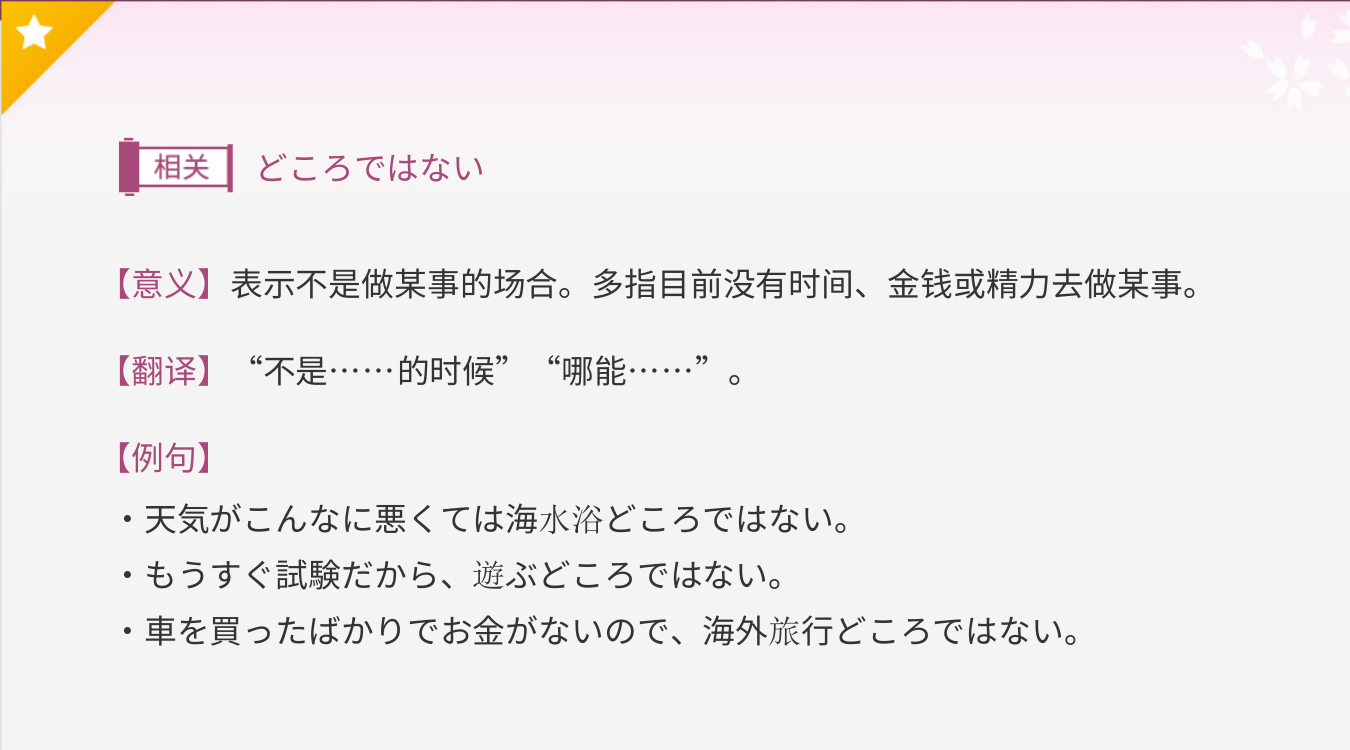 相关 どころではない
【意义】表示不是做某事的场合。多指目前没有时间、金钱或精力去做某事。
【翻译】 “不是……的时候” “哪能……” 。
【例句】
・天気がこんなに悪くては海水浴どころではない。
・もうすぐ試験だから、遊ぶどころではない。
・車を買ったばかりでお金がないので、海外旅行どころではない。